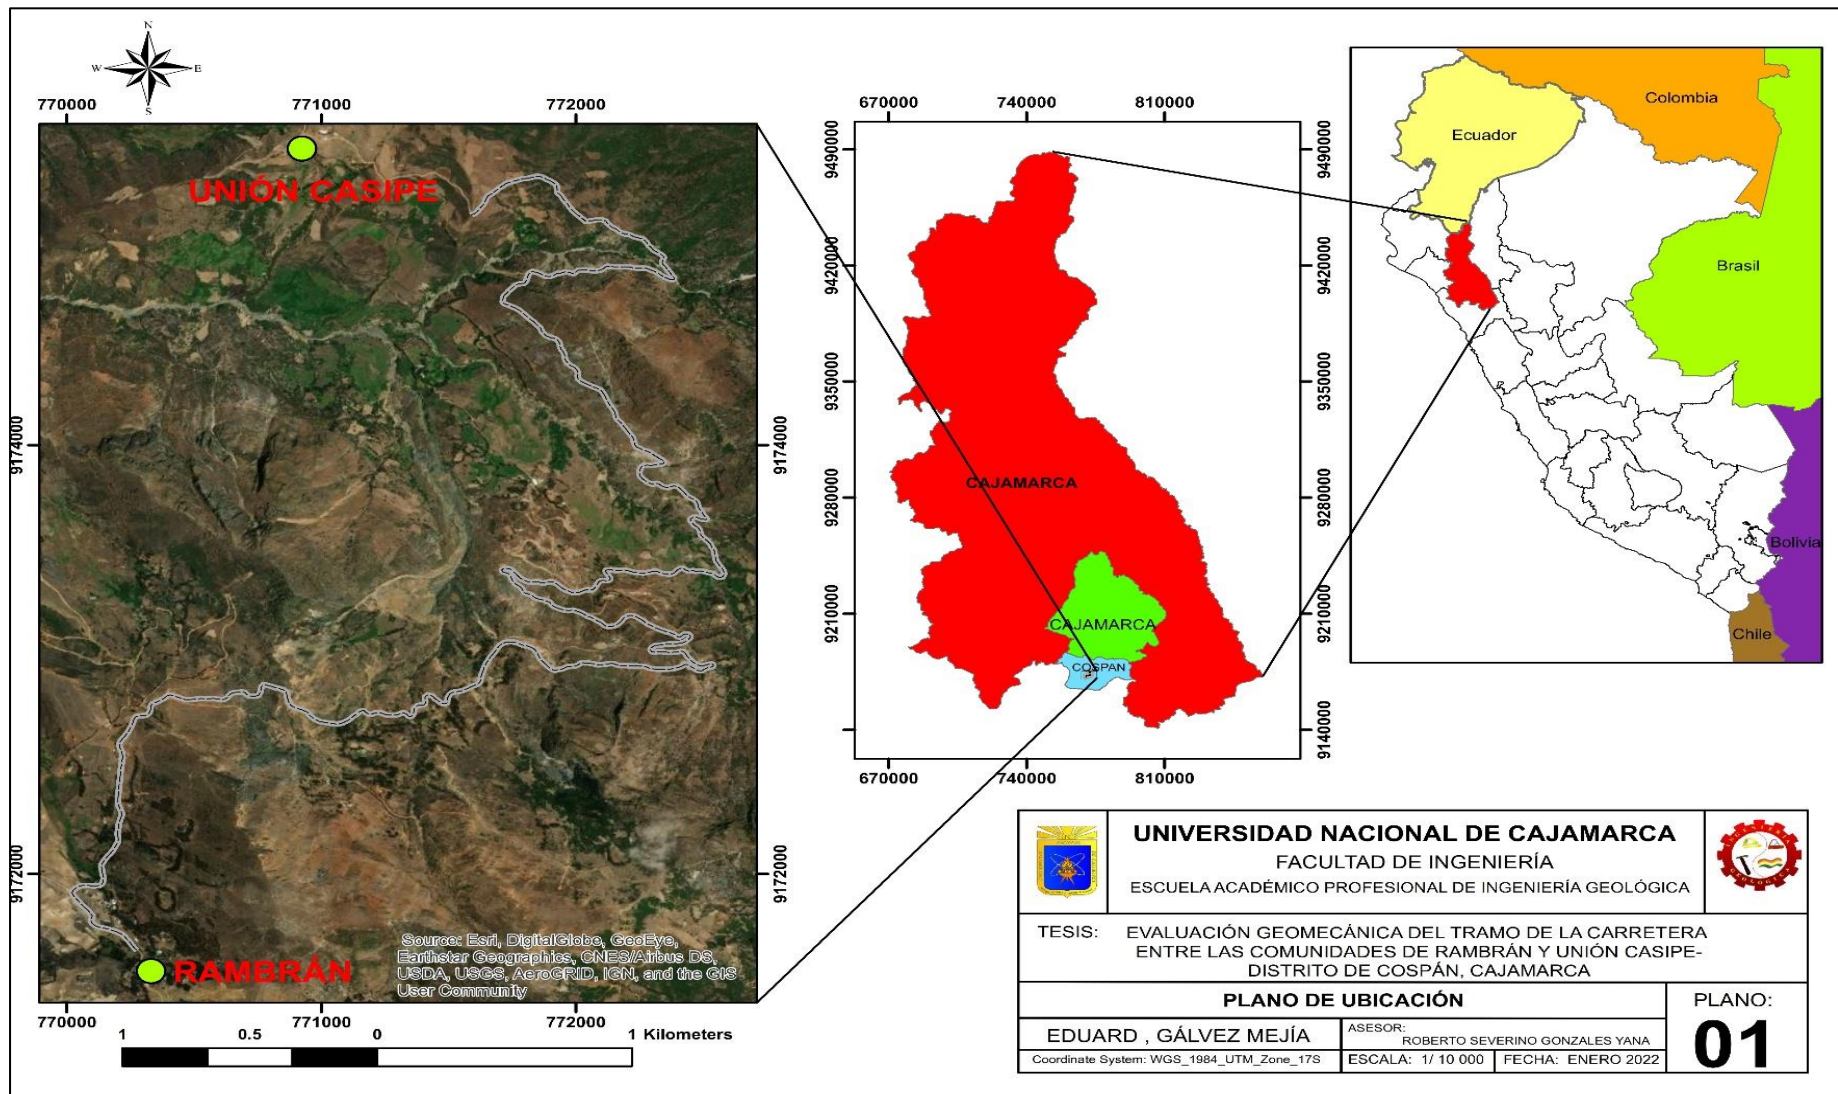 N
W
E
S
770000
771000
772000
UNIÓN CASIPE
9174000
9174000
9172000
9172000
RAMBRÁN
Source: Esri, DigitalGlobe, GeoEye,
Earthstar Geographics, CNES/Airbus DS,
USDA, USGS, AeroGRID, IGN, and the GIS
User Community
770000
771000
772000
1
0.5
0
1 Kilometers
670000
740000
810000
9490000
9490000
9420000
9420000
9350000
9350000
9280000
9280000
9210000
9210000
9140000
9140000
CAJAMARCA
CAJAMARCA
COSPAN
670000
740000
810000
Colombia
Ecuador
Brasil
Bolivia
Chile
UNIVERSIDAD NACIONAL DE CAJAMARCA
FACULTAD DE INGENIERÍA
ESCUELA ACADÉMICO PROFESIONAL DE INGENIERÍA GEOLÓGICA
TESIS: EVALUACIÓN GEOMECÁNICA DEL TRAMO DE LA CARRETERA
ENTRE LAS COMUNIDADES DE RAMBRÁN Y UNIÓN CASIPE-
DISTRITO DE COSPÁN, CAJAMARCA
PLANO DE UBICACIÓN
PLANO:
01
EDUARD , GÁLVEZ MEJÍA
ASESOR:
ROBERTO SEVERINO GONZALES YANA
Coordinate System: WGS_1984_UTM_Zone_17S
ESCALA: 1/ 10 000
FECHA: ENERO 2022